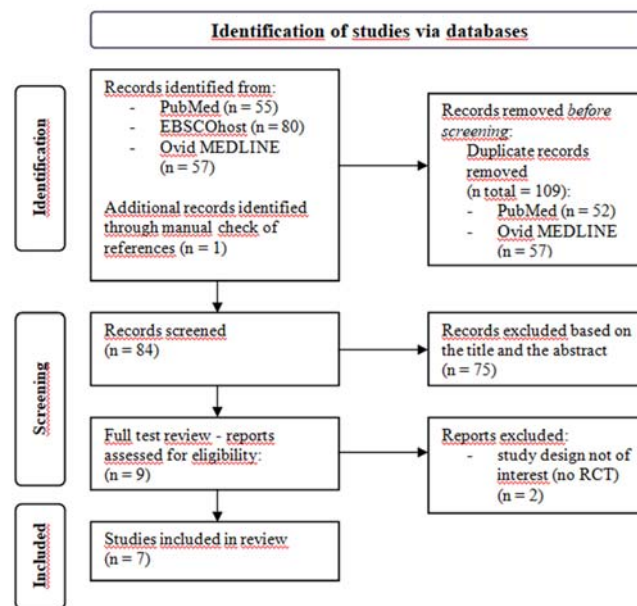 Identification of studies via databases
Identification
Records identified from:
- PubMed (n = 55)
- EBSCOhost (n = 80)
- Ovid MEDLINE
(n = 57)
Additional records identified
through manual check of
references (n = 1)
Records removed before
screening:
Duplicate records
removed
(n total = 109):
- PubMed (n = 52)
- Ovid MEDLINE
(n = 57)
Screening
Records screened
(n = 84)
Records excluded based on
the title and the abstract
(n = 75)
Full test review - reports
assessed for eligibility:
(n = 9)
Reports excluded:
- study design not of
interest (no RCT)
(n = 2)
Included
Studies included in review
(n = 7)